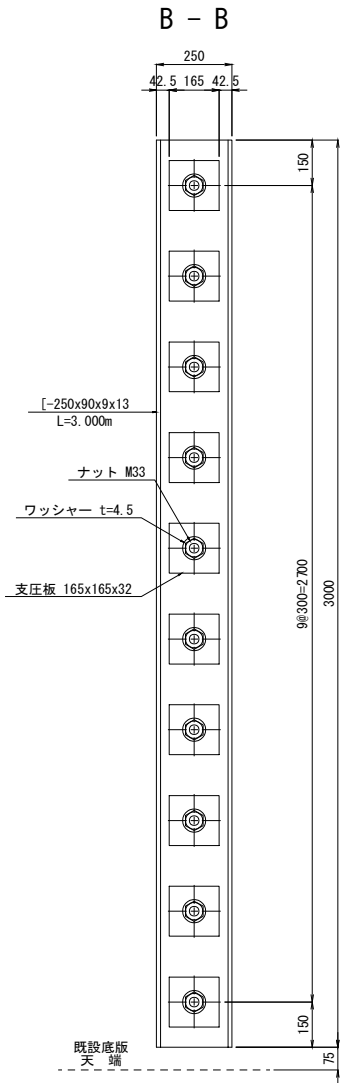 B - B
250
42.5 165 42.5
150
[-250x90x9x13
L=3.000m
ナット M33
ワッシャー t=4.5
支圧板 165x165x32
9@300=2700
3000
150
既設底版
天 端
75